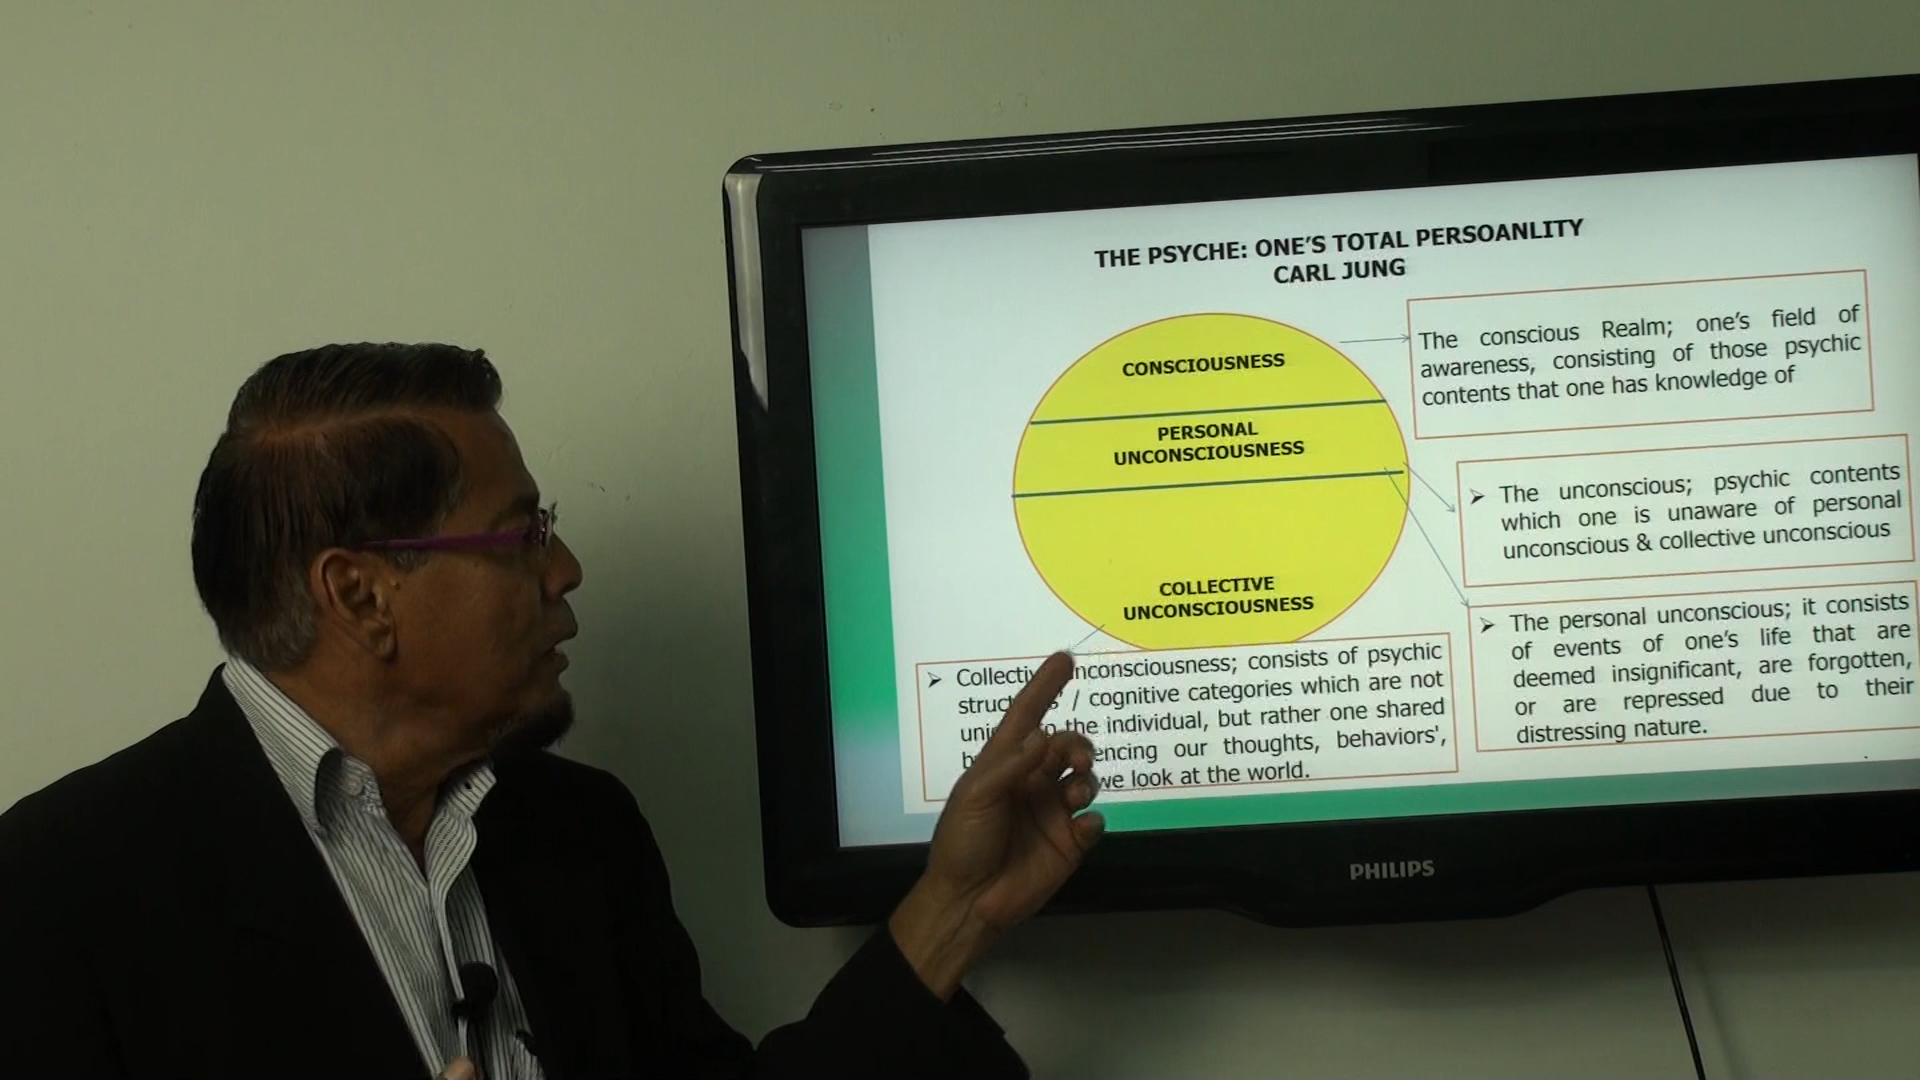 THE PSYCHE: ONE'S TOTAL PERSOANLITY
CARL JUNG
CONSCIOUSNESS
PERSONAL
UNCONSCIOUSNESS
COLLECTIVE
UNCONSCIOUSNESS
The conscious Realm; one's field of
awareness, consisting of those psychic
contents that one has knowledge of
The unconscious; psychic contents
which one is unaware of personal
unconscious & collective unconscious
The personal unconscious; it consists
of events of one's life that are
deemed insignificant, are forgotten,
or are repressed due to their
distressing nature.
consists of psychic
/ cognitive categories which are not
the individual, but rather one shared
our thoughts, behaviors',
we look at the world.
PHILIPS